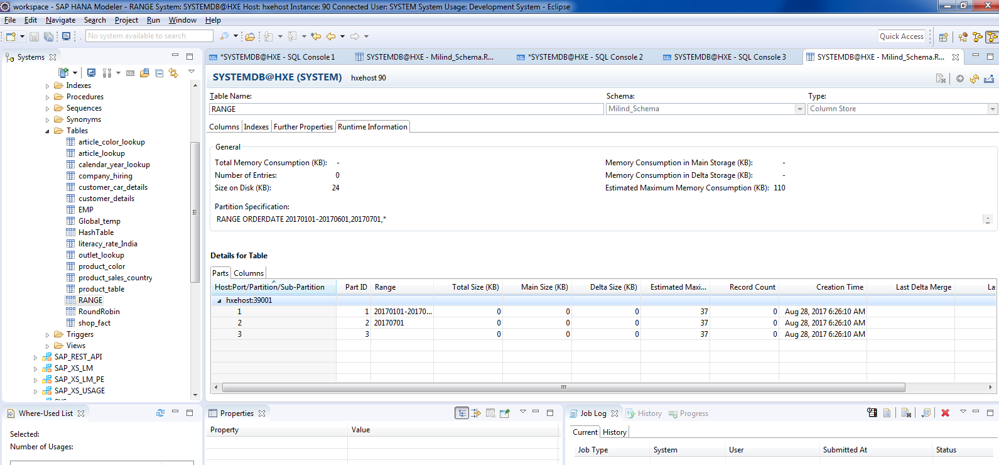 workspace - SAP HANA Modeler - RANGE System: SYSTEMDB@HXE Host: hxehost Instance: 90 Connected User: SYSTEM System Usage: Development System - Eclipse
File Edit Navigate Search Project Run Window Help
No system available to search
Quick Access
Systems
*SYSTEMDB@HXE - SQL Console 1
SYSTEMDB@HXE - Milind_Schema.R...
*SYSTEMDB@HXE - SQL Console 2
SYSTEMDB@HXE - SQL Console 3
SYSTEMDB@HXE - Milind_Schema.R...
Indexes
Procedures
Sequences
Synonyms
Tables
article_color_lookup
article_lookup
calendar_year_lookup
company_hiring
customer_car_details
customer_details
EMP
Global_temp
HashTable
literacy_rate_India
outlet_lookup
product_color
product_sales_country
product_table
RANGE
RoundRobin
shop_fact
Triggers
Views
SAP_REST_API
SAP_XS_LM
SAP_XS_LM_PE
SAP_XS_USAGE
SYSTEMDB@HXE (SYSTEM) hxehost 90
Table Name: Schema: Type:
RANGE Milind_Schema Column Store
Columns Indexes Further Properties Runtime Information
General
Total Memory Consumption (KB): - Memory Consumption in Main Storage (KB): -
Number of Entries: 0 Memory Consumption in Delta Storage (KB): -
Size on Disk (KB): 24 Estimated Maximum Memory Consumption (KB): 110
Partition Specification:
RANGE ORDERDATE 20170101-20170601,20170701,*
Details for Table
Parts Columns
Host:Port/Partition/Sub-Partition Part ID Range Total Size (KB) Main Size (KB) Delta Size (KB) Estimated Maxi... Record Count Creation Time Last Delta Merge La
hxehost:39001
1 1 20170101-20170... 0 0 0 37 0 Aug 28, 2017 6:26:10 AM
2 2 20170701 0 0 0 37 0 Aug 28, 2017 6:26:10 AM
3 3 0 0 0 37 0 Aug 28, 2017 6:26:10 AM
Where-Used List
Selected:
Number of Usages:
Properties
Property Value
Job Log History Progress
Current History
Job Type System User Submitted At Status